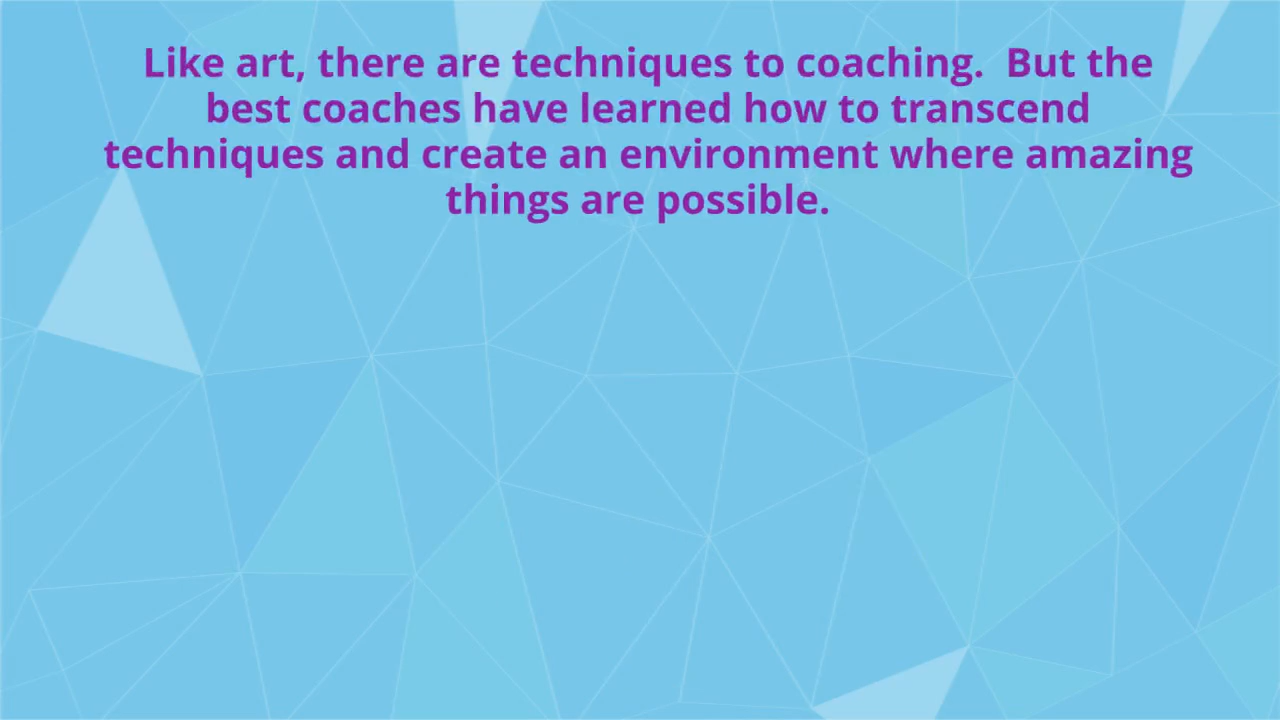 Like art, there are techniques to coaching.  But the
best coaches have learned how to transcend
techniques and create an environment where amazing
things are possible.